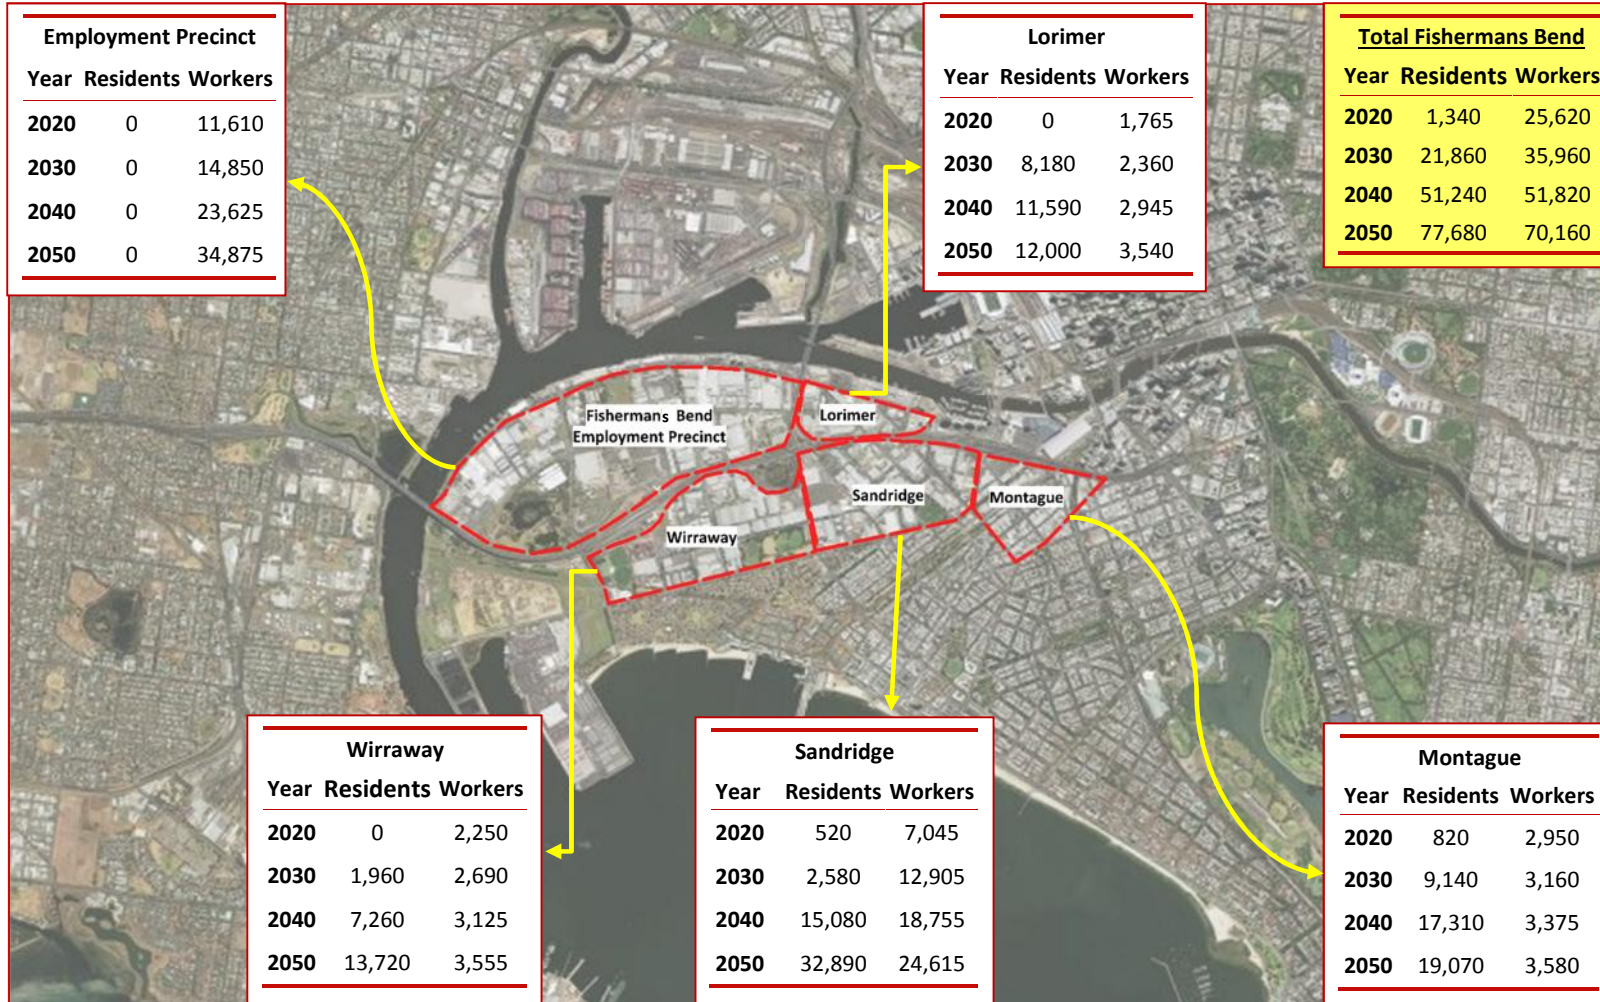 Employment Precinct
Year Residents Workers
2020 0 11,610
2030 0 14,850
2040 0 23,625
2050 0 34,875
Lorimer
Year Residents Workers
2020 0 1,765
2030 8,180 2,360
2040 11,590 2,945
2050 12,000 3,540
Total Fishermans Bend
Year Residents Workers
2020 1,340 25,620
2030 21,860 35,960
2040 51,240 51,820
2050 77,680 70,160
Fishermans Bend
Employment Precinct
Lorimer
Sandridge
Montague
Wirraway
Wirraway
Year Residents Workers
2020 0 2,250
2030 1,960 2,690
2040 7,260 3,125
2050 13,720 3,555
Sandridge
Year Residents Workers
2020 520 7,045
2030 2,580 12,905
2040 15,080 18,755
2050 32,890 24,615
Montague
Year Residents Workers
2020 820 2,950
2030 9,140 3,160
2040 17,310 3,375
2050 19,070 3,580